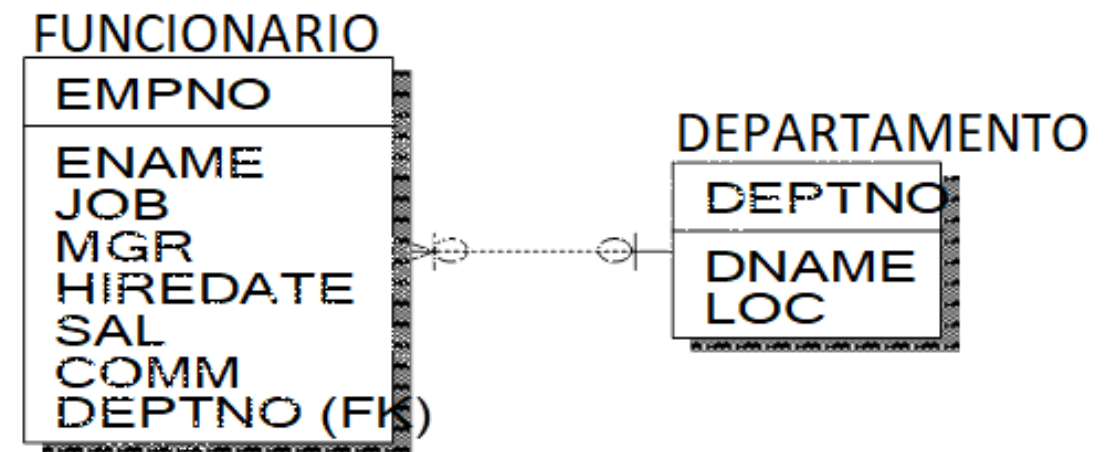 FUNCIONARIO
EMPNO
ENAME
JOB
MGR
HIREDATE
SAL
COMM
DEPTNO (FK)
DEPARTAMENTO
DEPTNO
DNAME
LOC